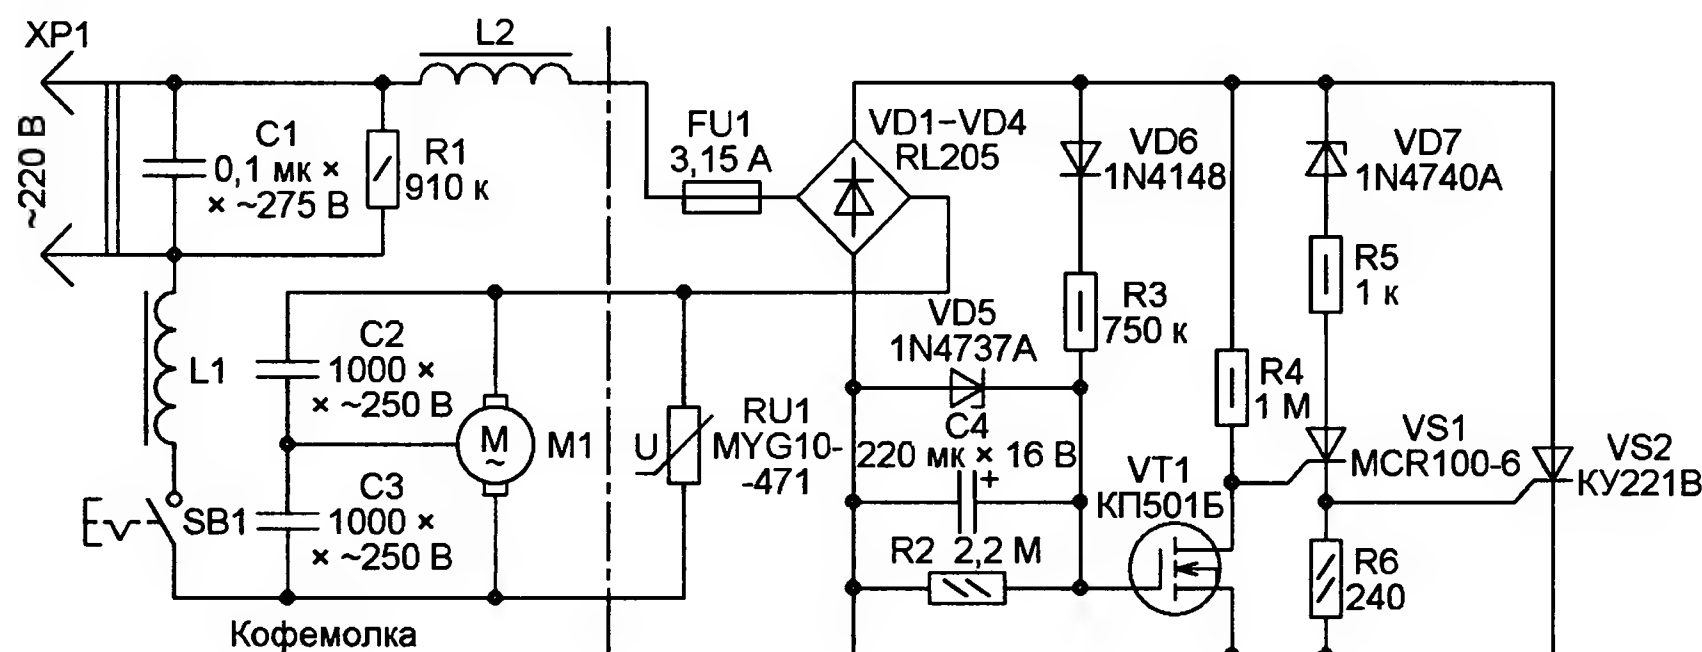 XP1
~220 В
C1
0,1 мк ×
× ~275 В
R1
910 к
L2
FU1
3,15 А
VD1–VD4
RL205
VD6
1N4148
VD7
1N4740A
R5
1 к
R3
750 к
VD5
1N4737A
R4
1 М
C2
1000 ×
× ~250 В
L1
M
~
M1
U
RU1
MYG10-
-471
C4
220 мк × 16 В
+
VT1
КП501Б
VS1
MCR100-6
VS2
КУ221В
SB1
C3
1000 ×
× ~250 В
R2 2,2 М
R6
240
Кофемолка